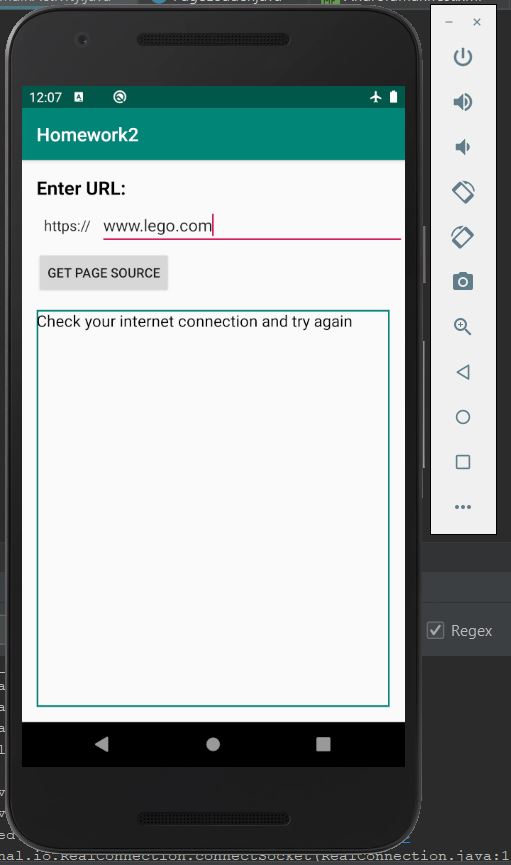 12:07
Homework2
Enter URL:
https:// www.lego.com
GET PAGE SOURCE
Check your internet connection and try again
Regex
nal.io.RealConnection.connectSocket(RealConnection.java:1